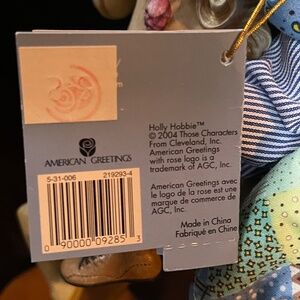 AMERICAN GREETINGS
5-31-006 219293-4
0 90000 09285 3
Holly Hobbie™
© 2004 Those Characters
From Cleveland, Inc.
American Greetings
with rose logo is a
trademark of AGC, Inc.
American Greetings avec
le logo de la rose est une
marque de commerce de
AGC, Inc.
Made in China
Fabriqué en Chine